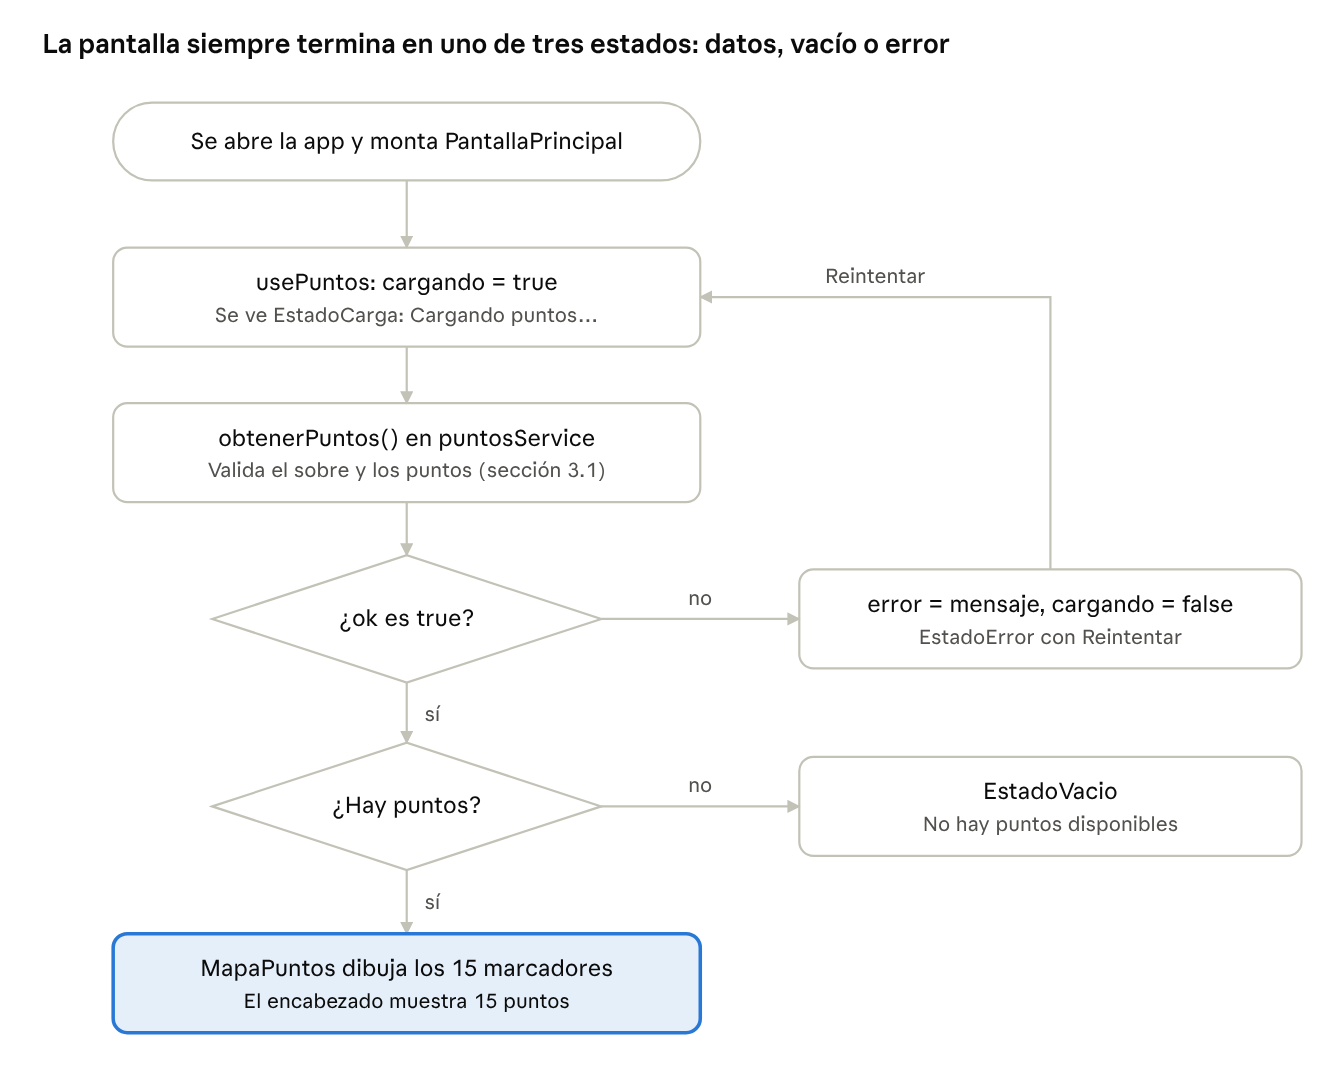 La pantalla siempre termina en uno de tres estados: datos, vacío o error
Se abre la app y monta PantallaPrincipal
usePuntos: cargando = true
Se ve EstadoCarga: Cargando puntos...
Reintentar
obtenerPuntos() en puntosService
Valida el sobre y los puntos (sección 3.1)
¿ok es true?
no
error = mensaje, cargando = false
EstadoError con Reintentar
sí
¿Hay puntos?
no
EstadoVacio
No hay puntos disponibles
sí
MapaPuntos dibuja los 15 marcadores
El encabezado muestra 15 puntos